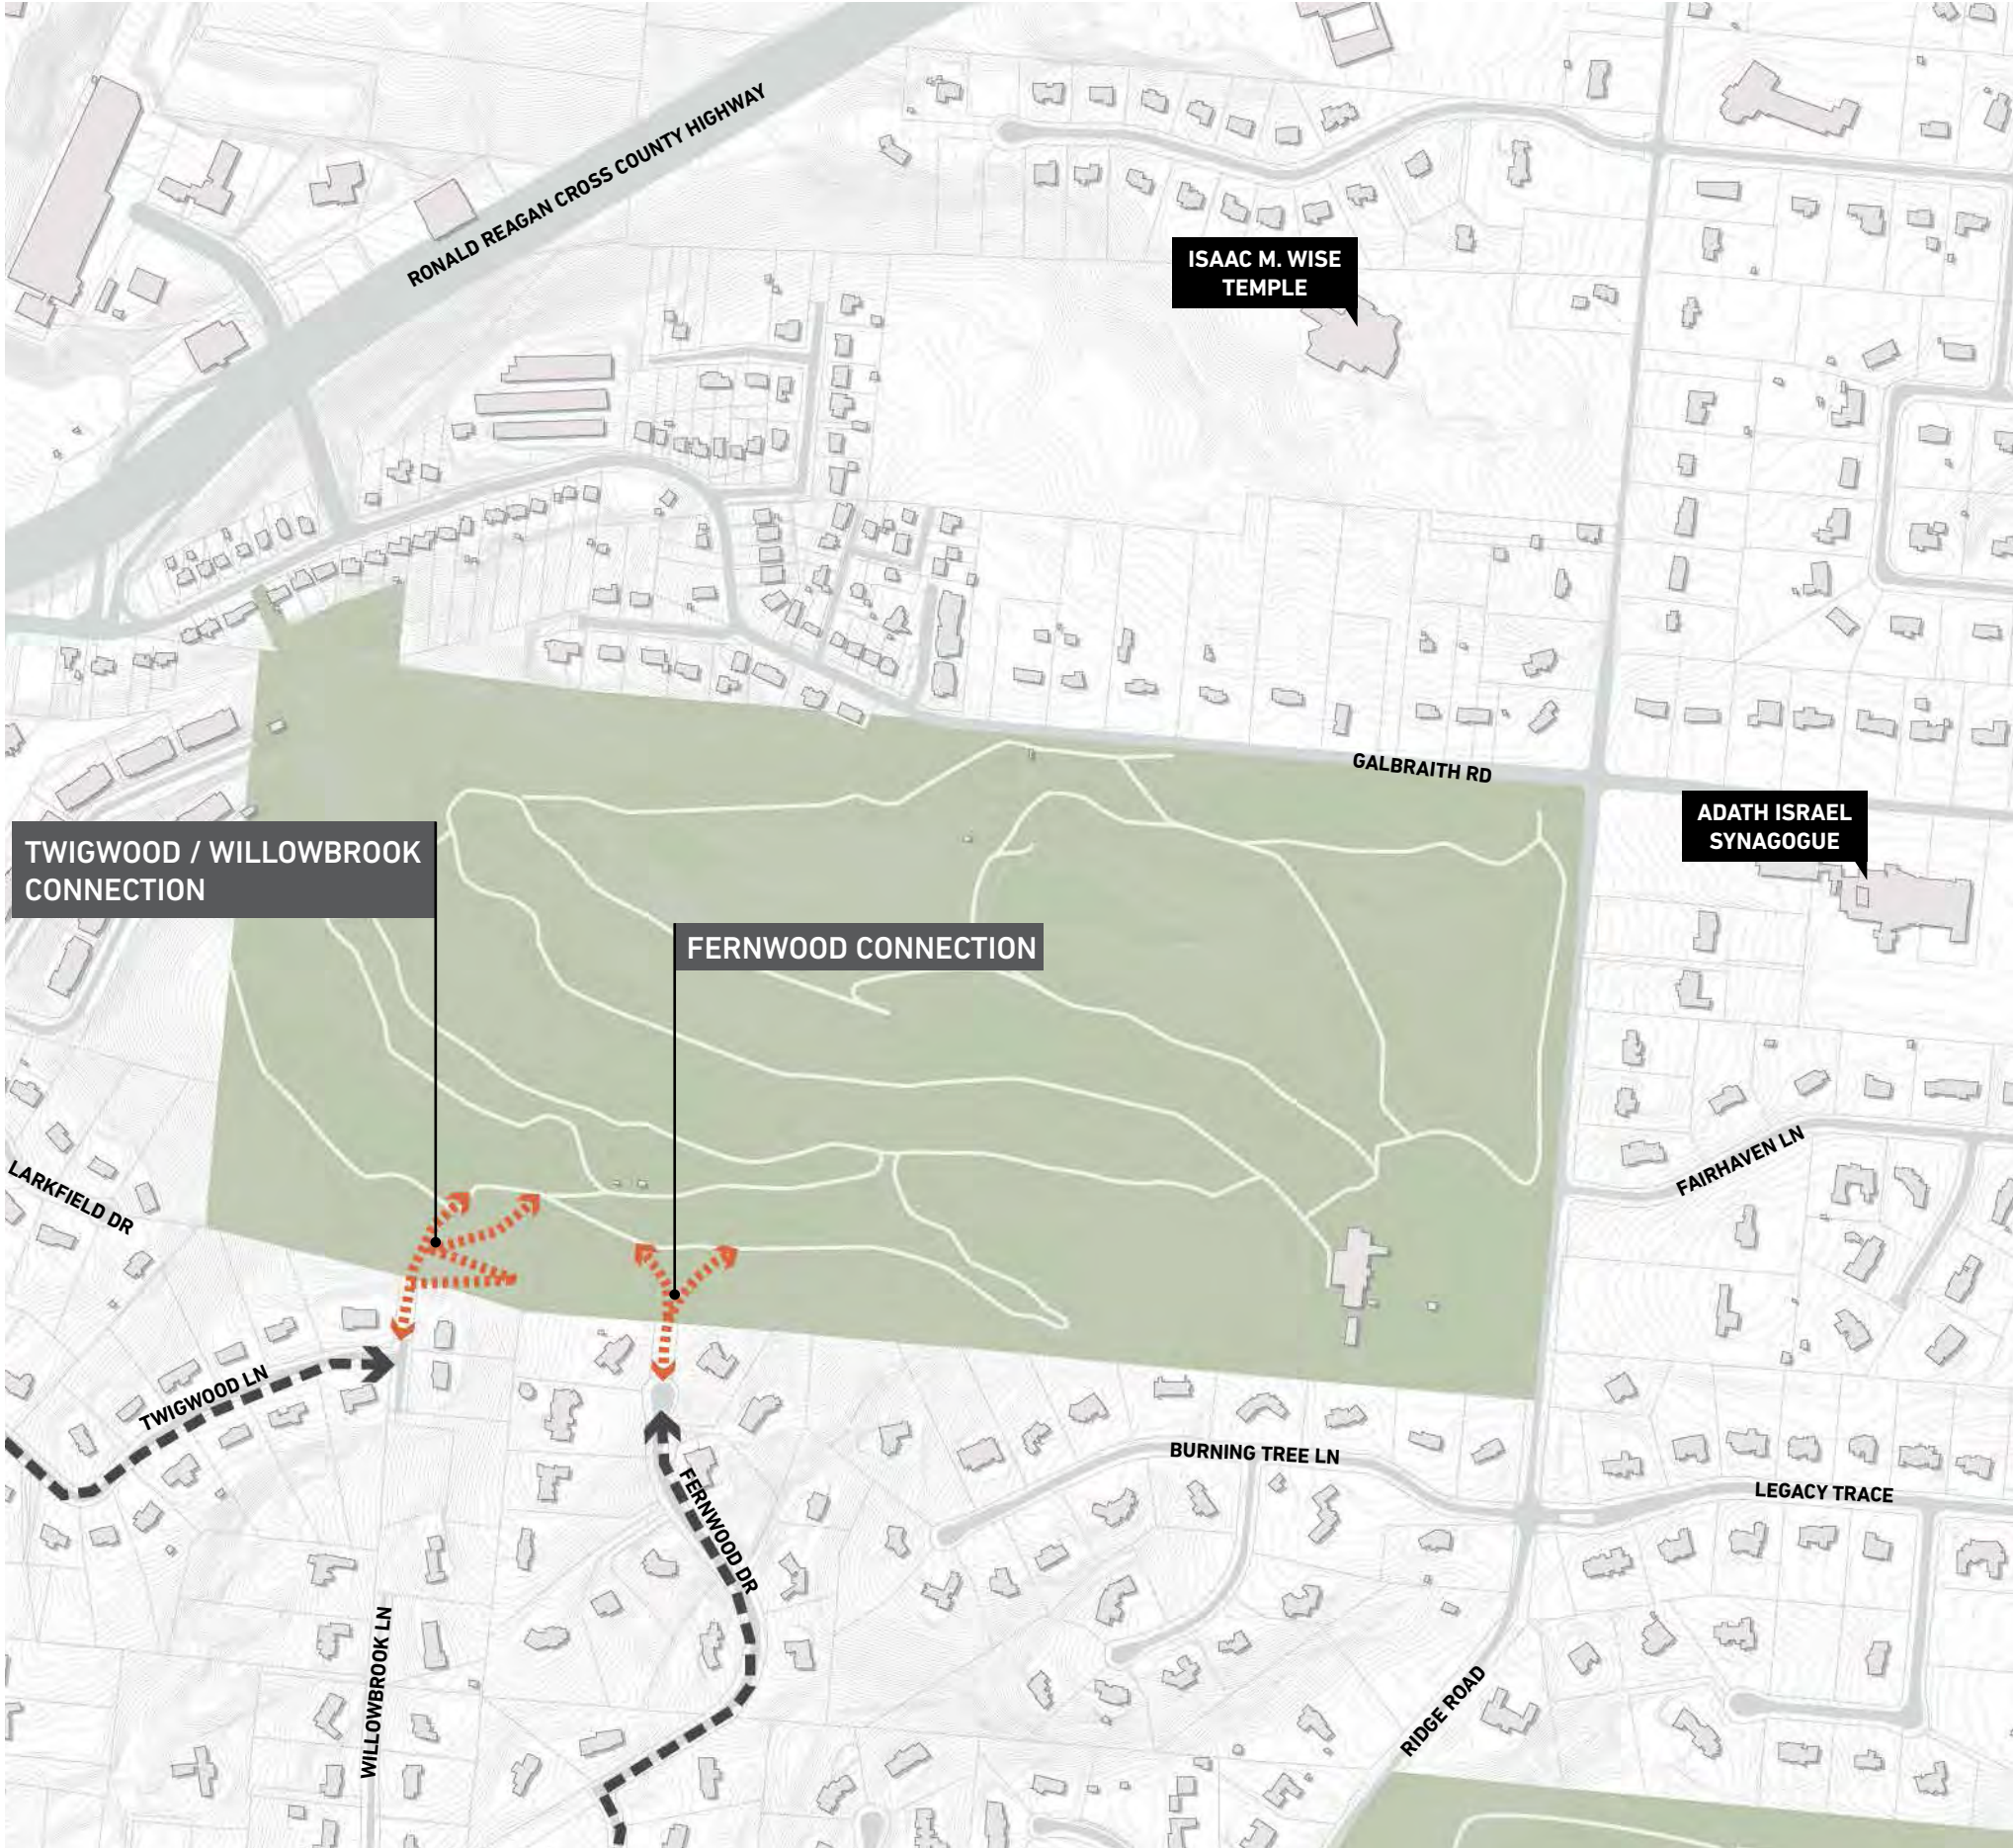 RONALD REAGAN CROSS COUNTY HIGHWAY
ISAAC M. WISE
TEMPLE
GALBRAITH RD
ADATH ISRAEL
SYNAGOGUE
TWIGWOOD / WILLOWBROOK
CONNECTION
FERNWOOD CONNECTION
FAIRHAVEN LN
LARKFIELD DR
TWIGWOOD LN
BURNING TREE LN
LEGACY TRACE
FERNWOOD DR
WILLOWBROOK LN
RIDGE ROAD